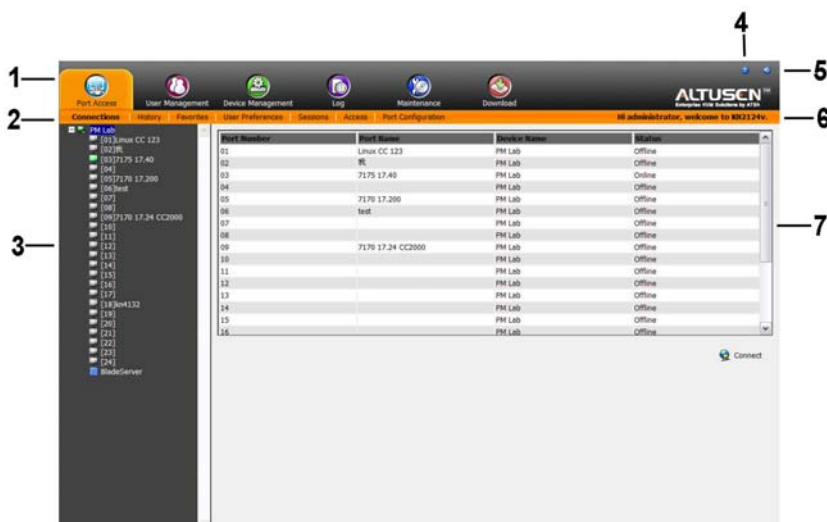 4
1
5
Port Access User Management Device Management Log Maintenance Download
ALTUSEN™
Enterprise KVM Solutions by ATEN
2
Connections History Favorites User Preferences Sessions Access Port Configuration Hi administrator, welcome to KN2124v.
6
PM Lab
[01]Linux CC 123
[03]7175 17.40
[04]
[05]7170 17.200
[06]test
[07]
[08]
[09]7170 17.24 CC2000
[10]
[11]
[12]
[13]
[14]
[15]
[16]
[17]
[18]kn4132
[19]
[20]
[21]
[22]
[23]
[24]
BladeServer
3
Port Number Port Name Device Name Status
01 Linux CC 123 PM Lab Offline
02 PM Lab Offline
03 7175 17.40 PM Lab Online
04 PM Lab Offline
05 7170 17.200 PM Lab Offline
06 test PM Lab Offline
07 PM Lab Offline
08 PM Lab Offline
09 7170 17.24 CC2000 PM Lab Offline
10 PM Lab Offline
11 PM Lab Offline
12 PM Lab Offline
13 PM Lab Offline
14 PM Lab Offline
15 PM Lab Offline
16 PM Lab Offline
7
Connect